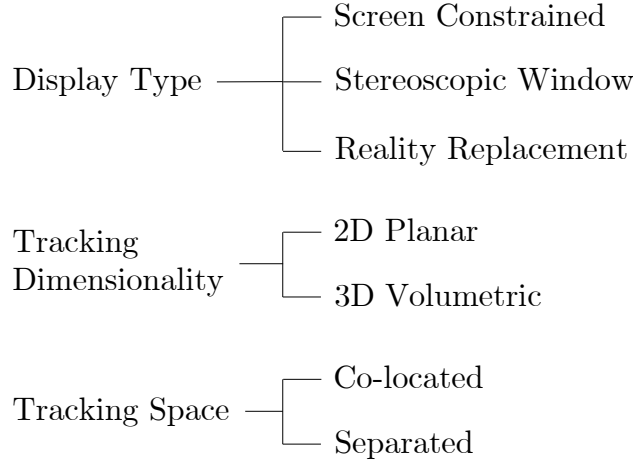 Screen Constrained
Display Type
Stereoscopic Window
Reality Replacement
Tracking
Dimensionality
2D Planar
3D Volumetric
Tracking Space
Co-located
Separated